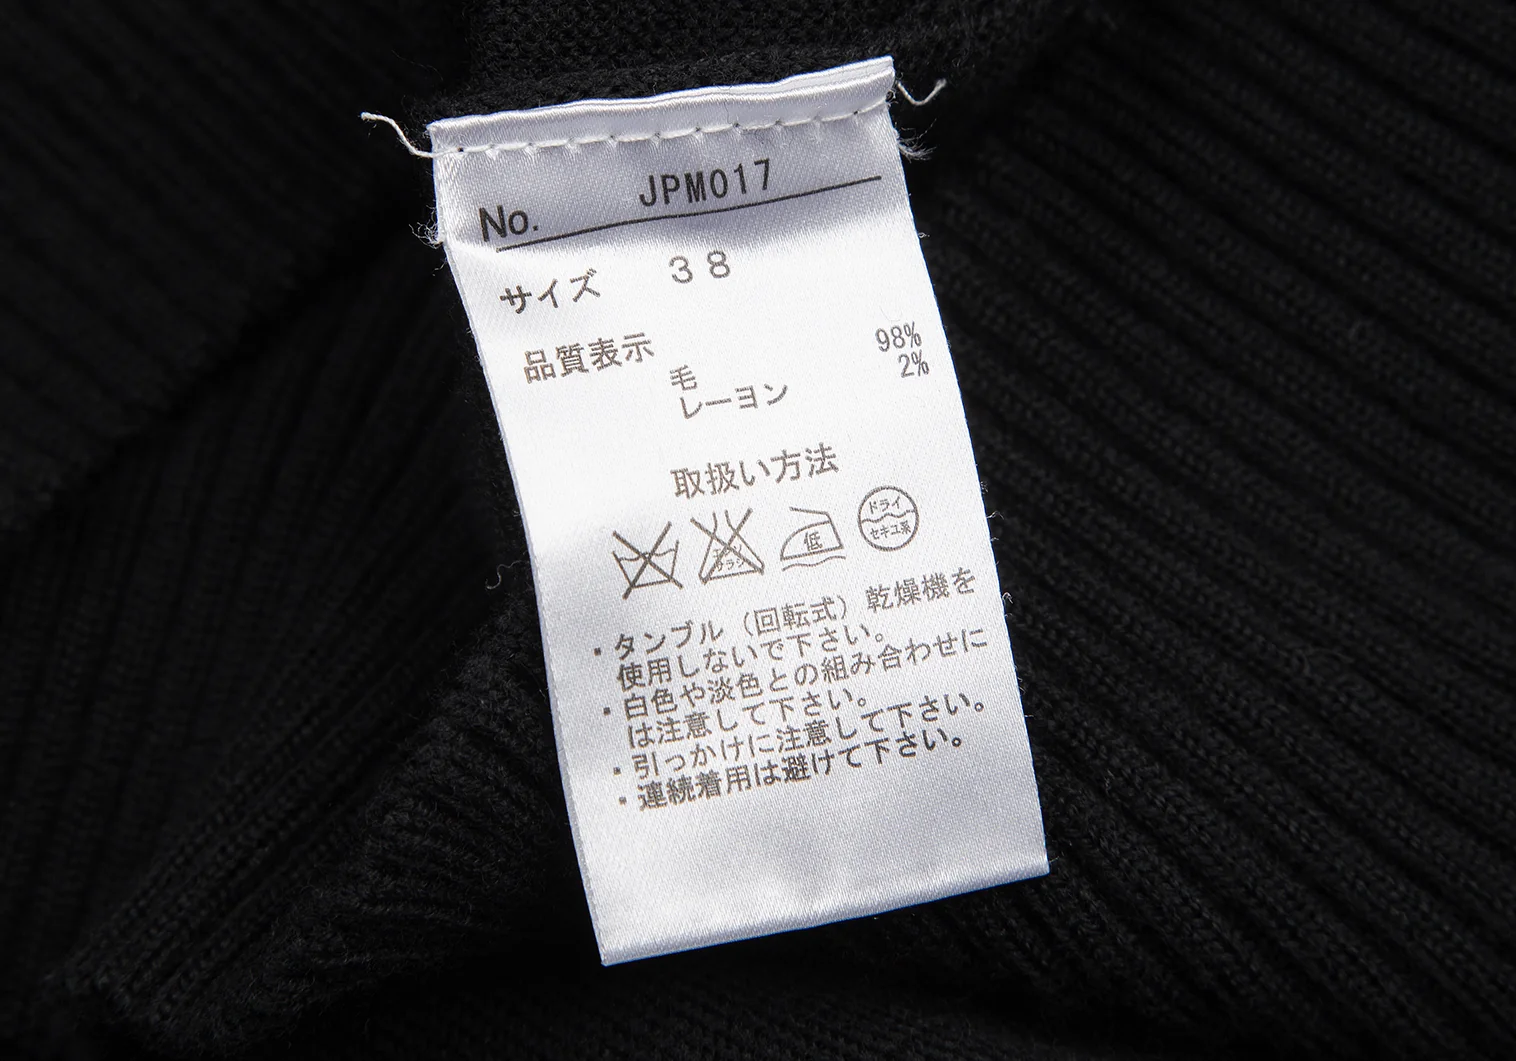 No. JPM017
サイズ 38
品質表示
毛 98%
レーヨン 2%
取扱い方法
低
ドライ
セキユ系
・タンブル（回転式）乾燥機を
使用しないで下さい。
・白色や淡色との組み合わせに
は注意して下さい。
・引っかけに注意して下さい。
・連続着用は避けて下さい。